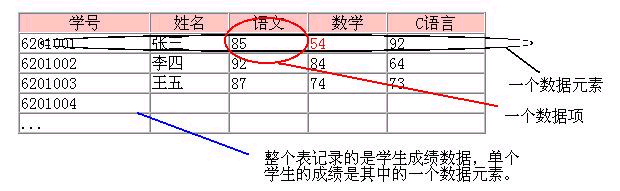 学号 姓名 语文 数学 C语言
6201001 张三 85 54 92
6201002 李四 92 84 64
6201003 王五 87 74 73
6201004
...
一个数据元素
一个数据项
整个表记录的是学生成绩数据，单个
学生的成绩是其中的一个数据元素。